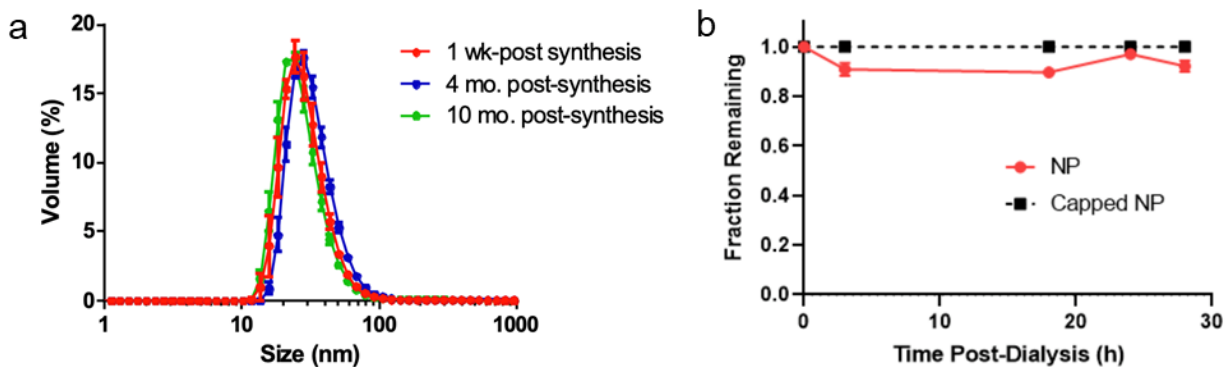 a
Volume (%)
20
15
10
5
0
1
10
100
1000
Size (nm)
1 wk-post synthesis
4 mo. post-synthesis
10 mo. post-synthesis
b
Fraction Remaining
1.0
0.8
0.6
0.4
0.2
0.0
0
10
20
30
Time Post-Dialysis (h)
NP
Capped NP